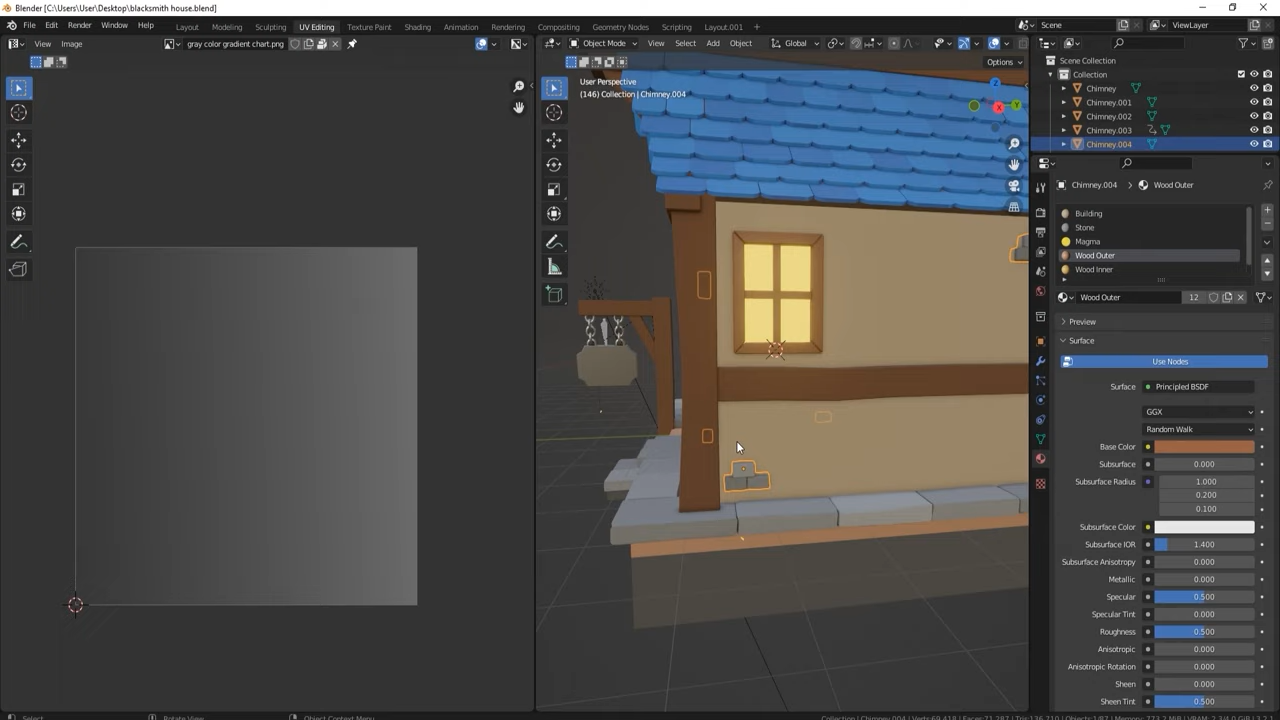 Blender [C:\Users\User\Desktop\blacksmith house.blend]
File Edit Render Window Help Layout Modeling Sculpting UV Editing Texture Paint Shading Animation Rendering Compositing Geometry Nodes Scripting Layout.001 + Scene ViewLayer
View Image gray color gradient chart.png Object Mode View Select Add Object Global
Options
User Perspective
(146) Collection | Chimney.004
Scene Collection
Collection
Chimney
Chimney.001
Chimney.002
Chimney.003
Chimney.004
Chimney.004 > Wood Outer
Building
Stone
Magma
Wood Outer
Wood Inner
Wood Outer 12
Preview
Surface
Use Nodes
Surface Principled BSDF
GGX
Random Walk
Base Color
Subsurface 0.000
Subsurface Radius 1.000
0.200
0.100
Subsurface Color
Subsurface IOR 1.400
Subsurface Anisotropy 0.000
Metallic 0.000
Specular 0.500
Specular Tint 0.000
Roughness 0.500
Anisotropic 0.000
Anisotropic Rotation 0.000
Sheen 0.000
Sheen Tint 0.500
Select Rotate View Object Context Menu